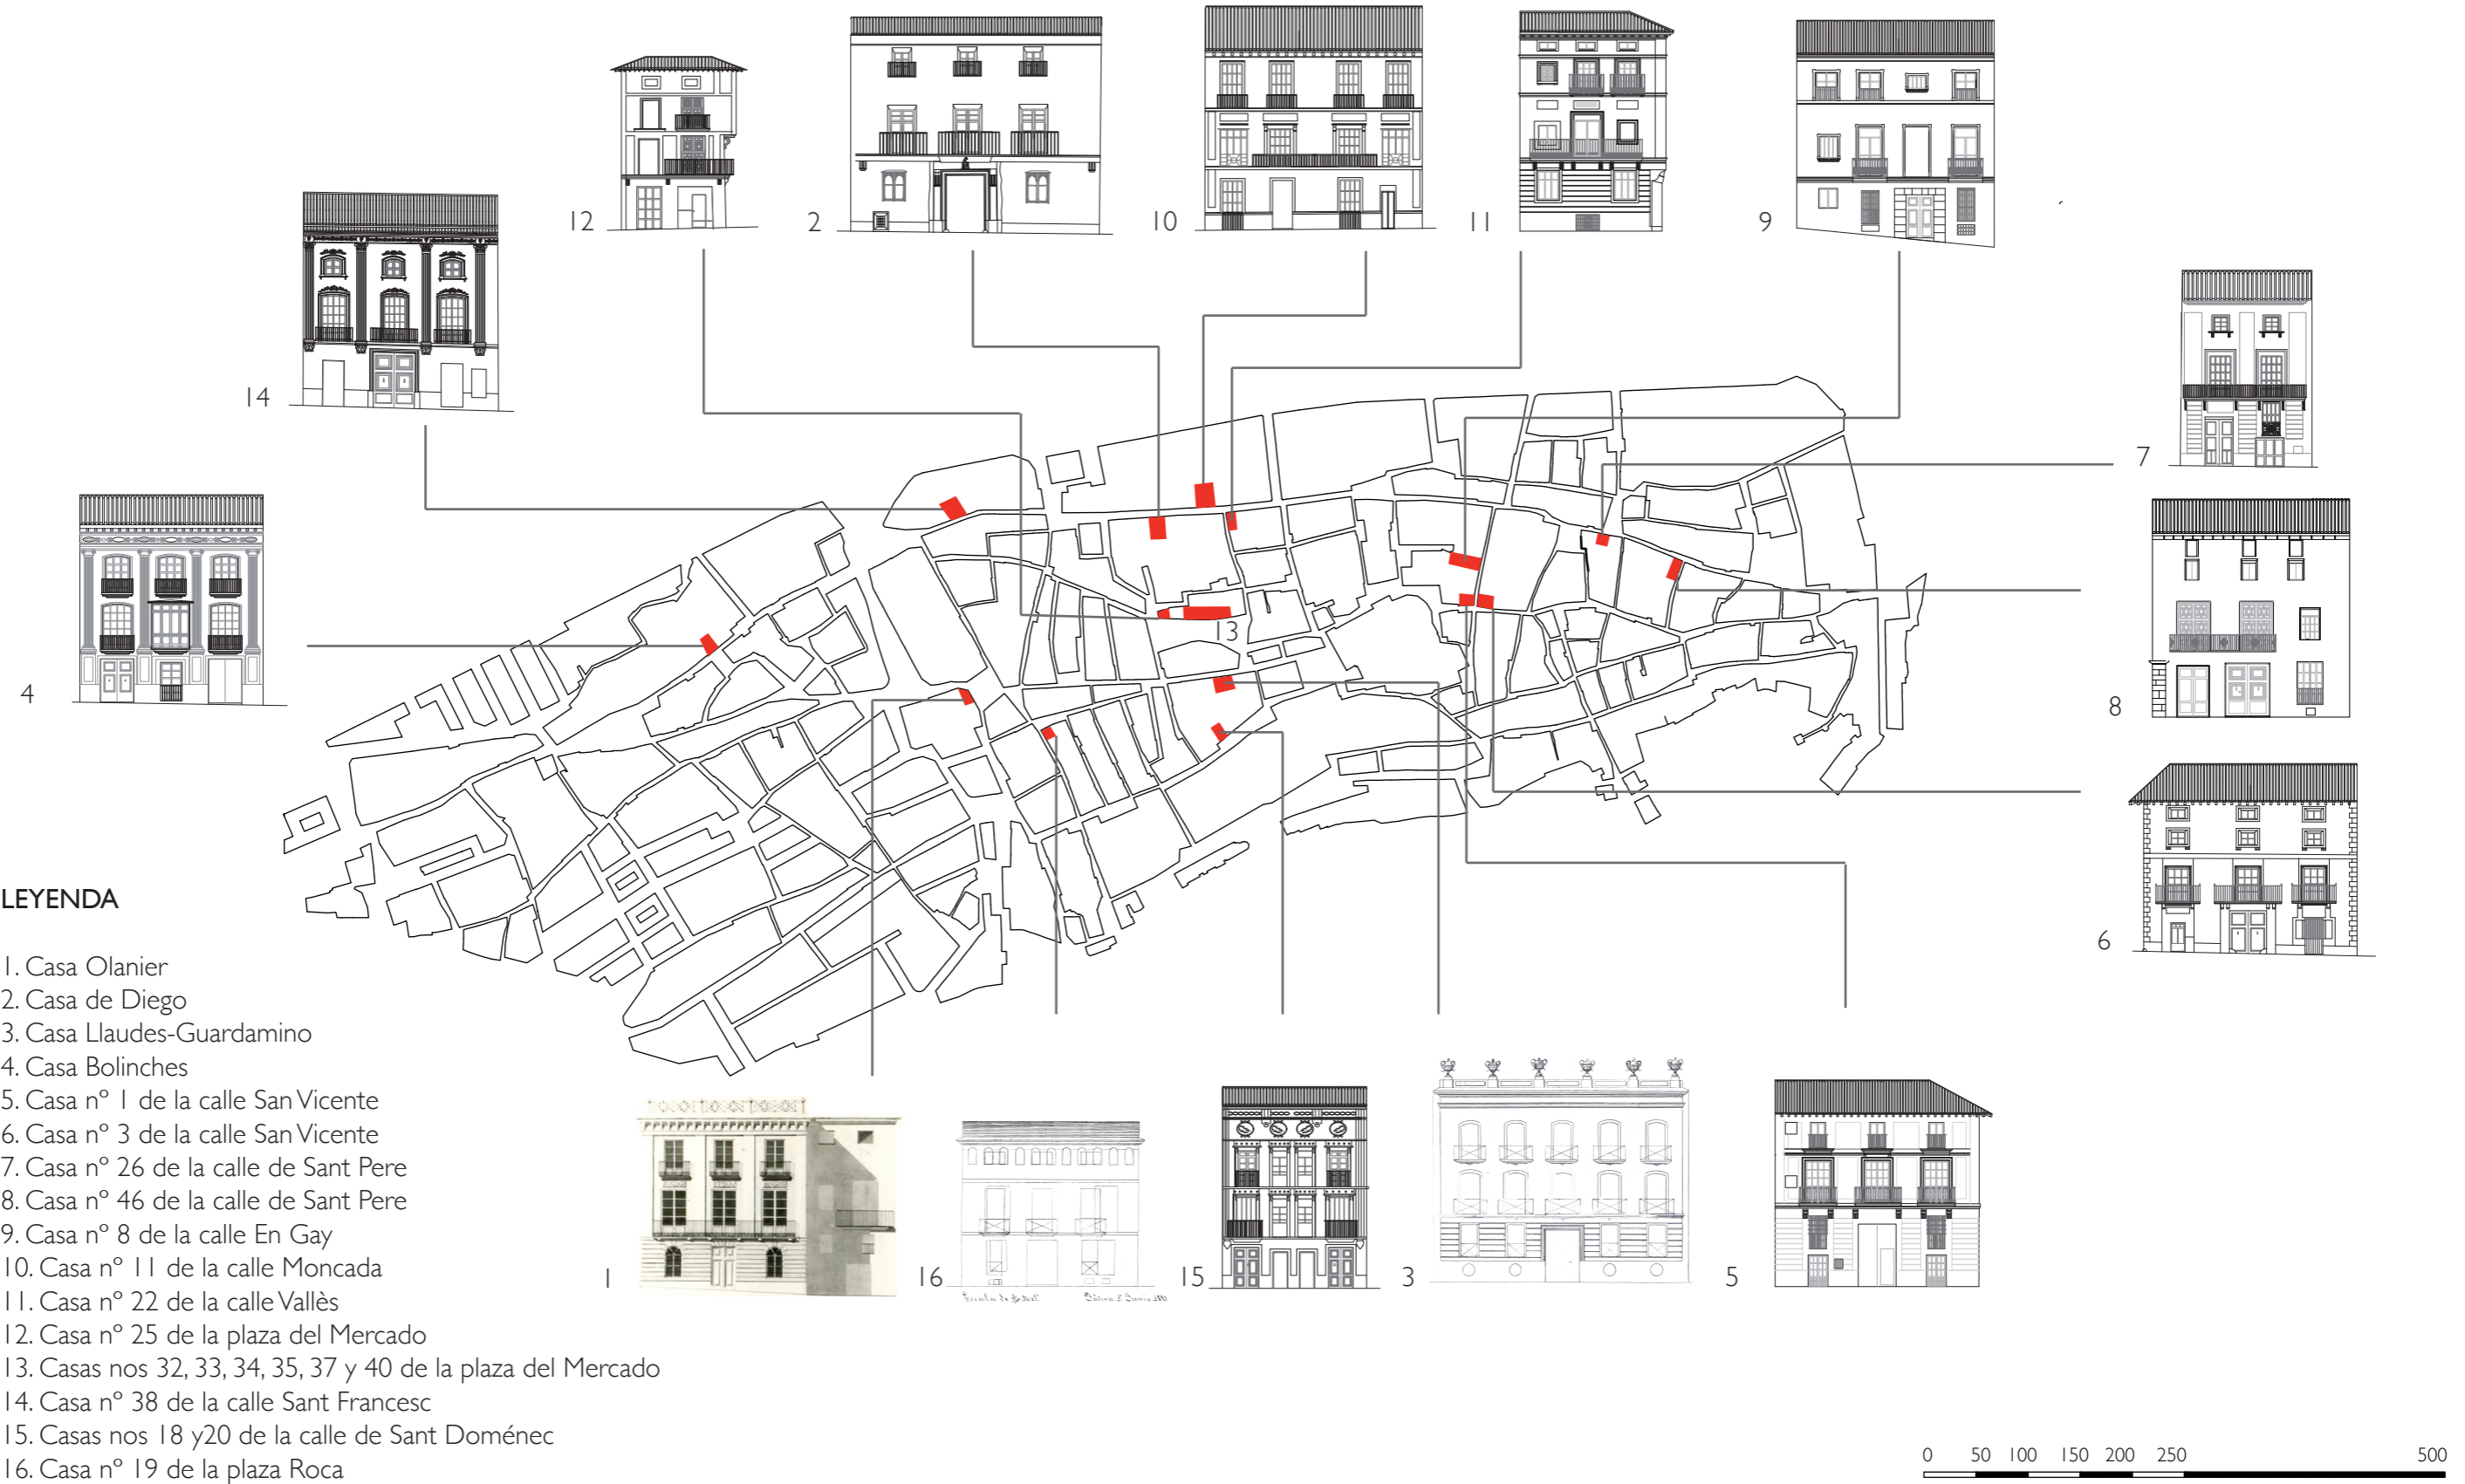 12
2
10
11
9
14
7
4
8
13
6
LEYENDA
1. Casa Olanier
2. Casa de Diego
3. Casa Llaudes-Guardamino
4. Casa Bolinches
5. Casa nº 1 de la calle San Vicente
6. Casa nº 3 de la calle San Vicente
7. Casa nº 26 de la calle de Sant Pere
8. Casa nº 46 de la calle de Sant Pere
9. Casa nº 8 de la calle En Gay
10. Casa nº 11 de la calle Moncada
11. Casa nº 22 de la calle Vallès
12. Casa nº 25 de la plaza del Mercado
13. Casas nos 32, 33, 34, 35, 37 y 40 de la plaza del Mercado
14. Casa nº 38 de la calle Sant Francesc
15. Casas nos 18 y20 de la calle de Sant Doménec
16. Casa nº 19 de la plaza Roca
1
16
15
3
5
Escala de
0 50 100 150 200 250 500